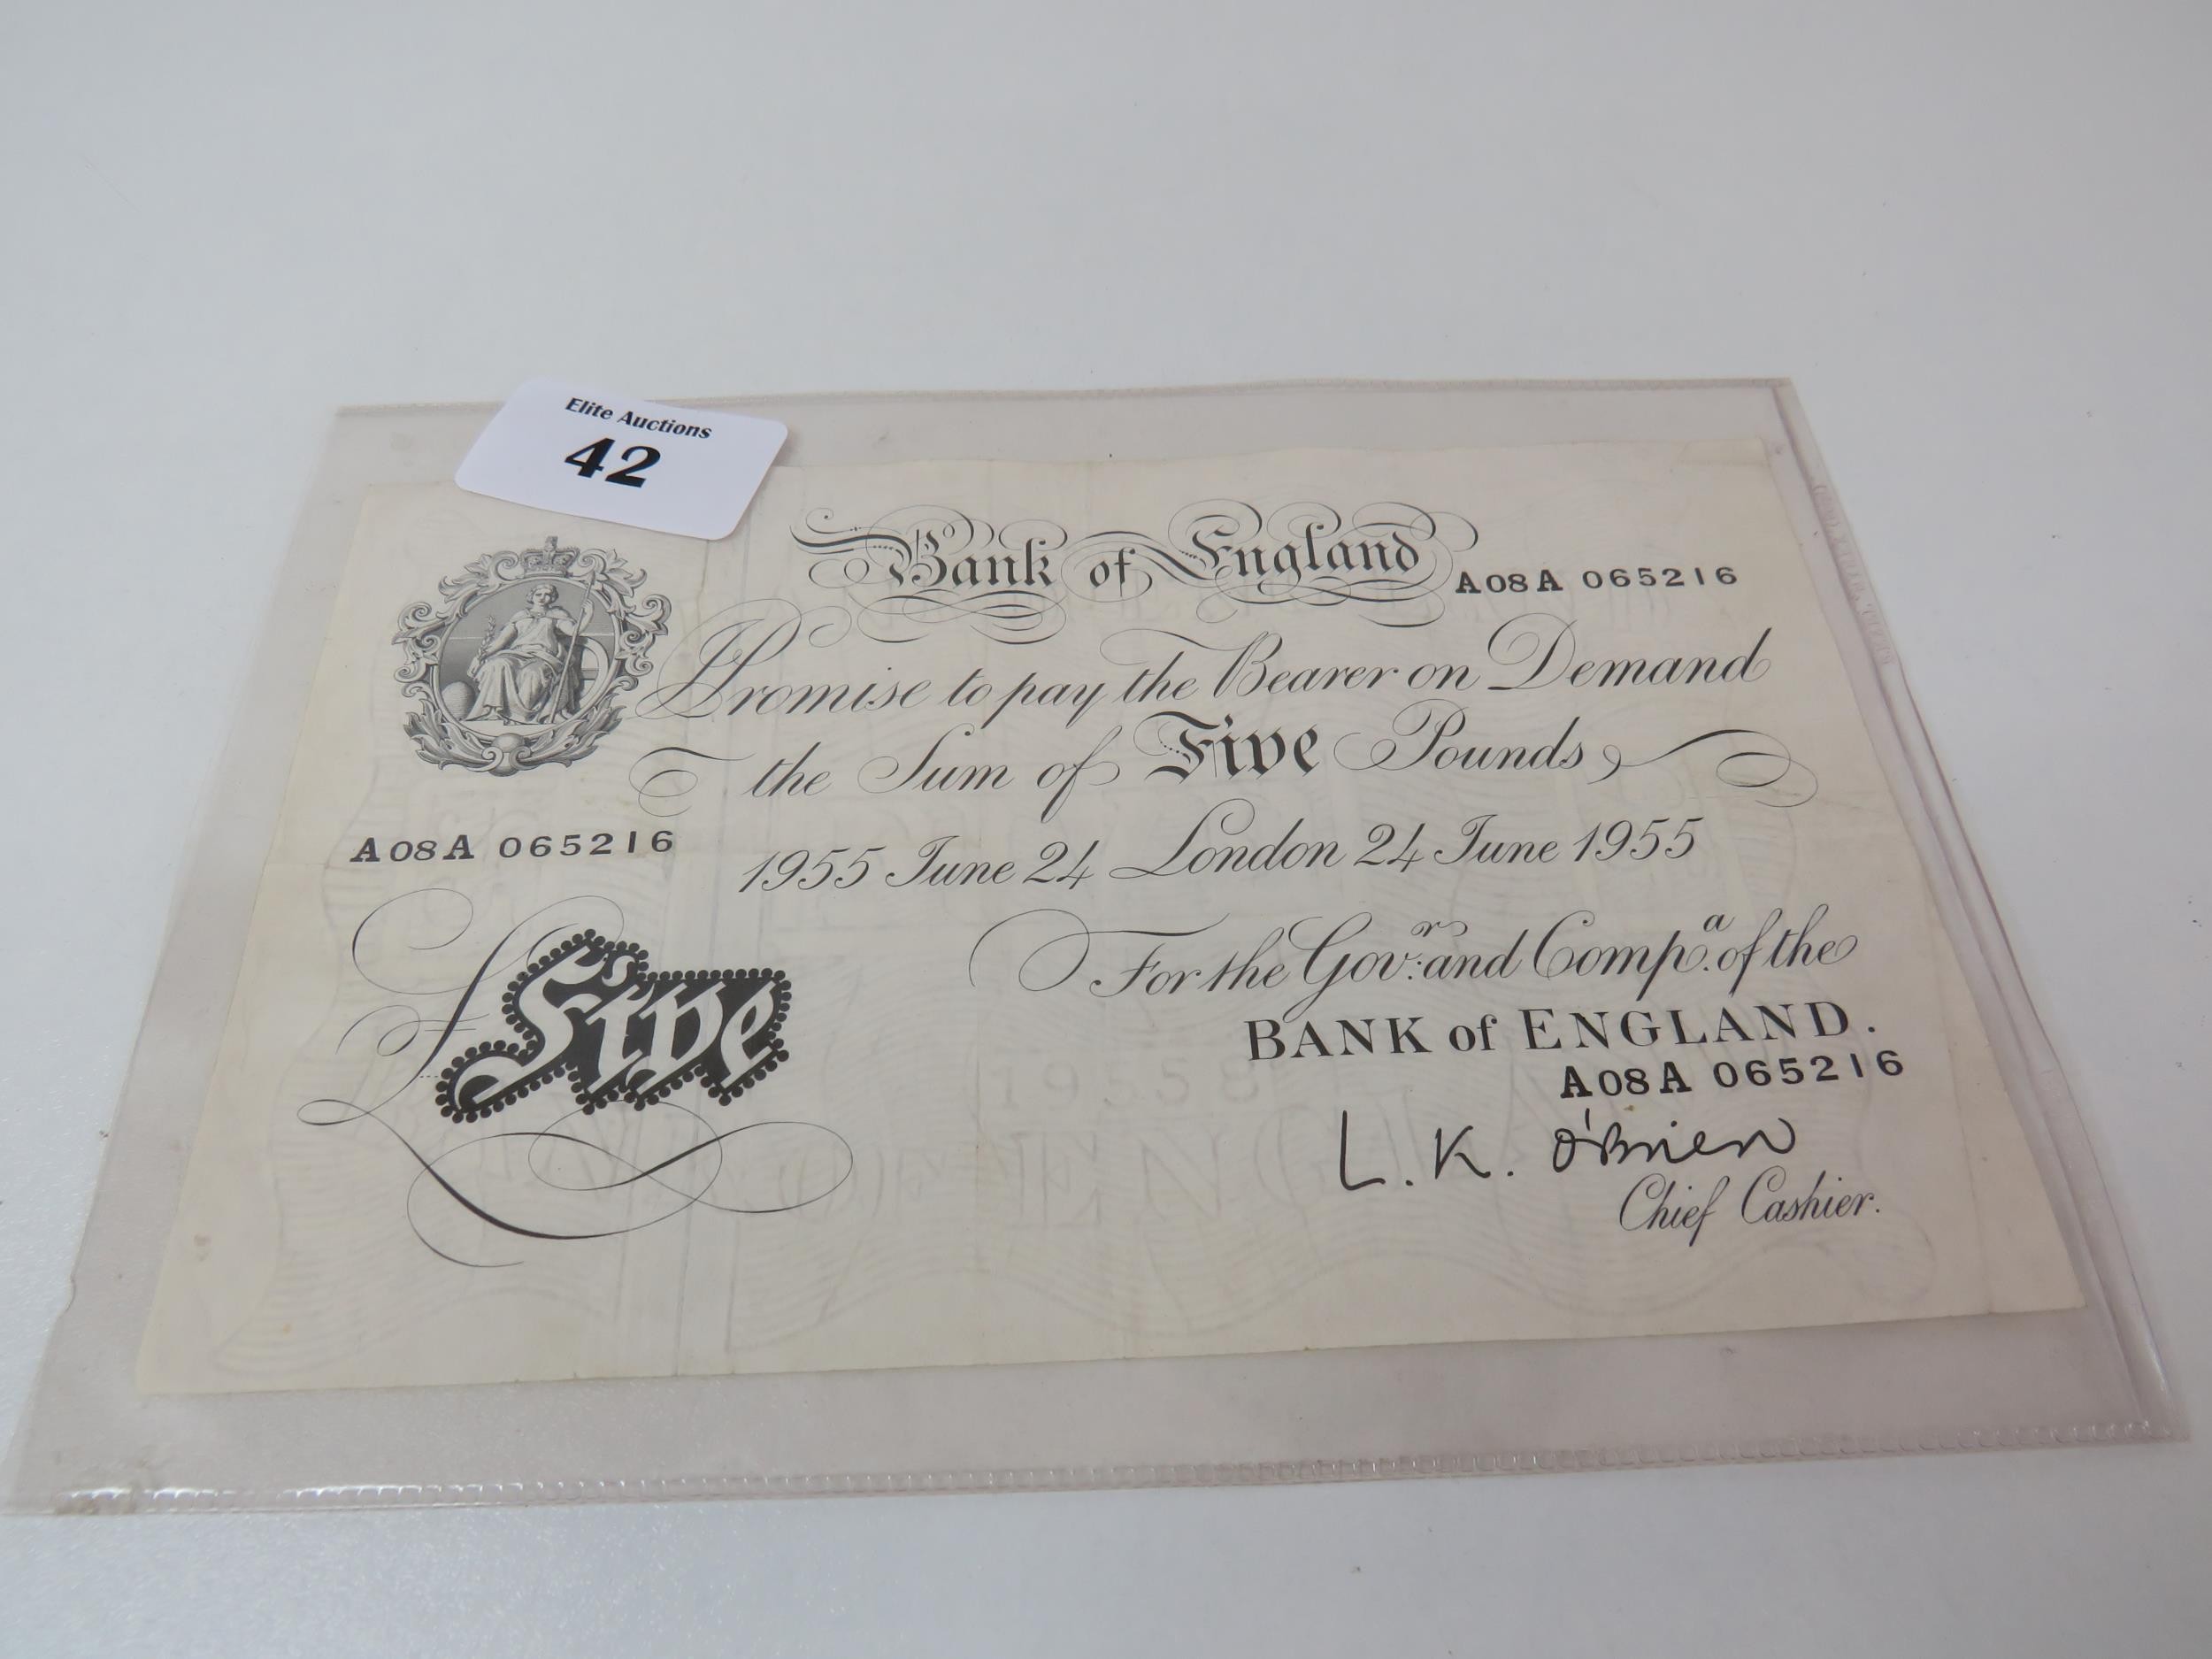 Elite Auctions
42
Bank of England
A08A 065216
I Promise to pay the Bearer on Demand
the Sum of Five Pounds
A08A 065216
1955 June 24 London 24 June 1955
For the Gov:r and Comp.a of the
BANK of ENGLAND.
A08A 065216
£ Five
L. K. O'Brien
Chief Cashier.